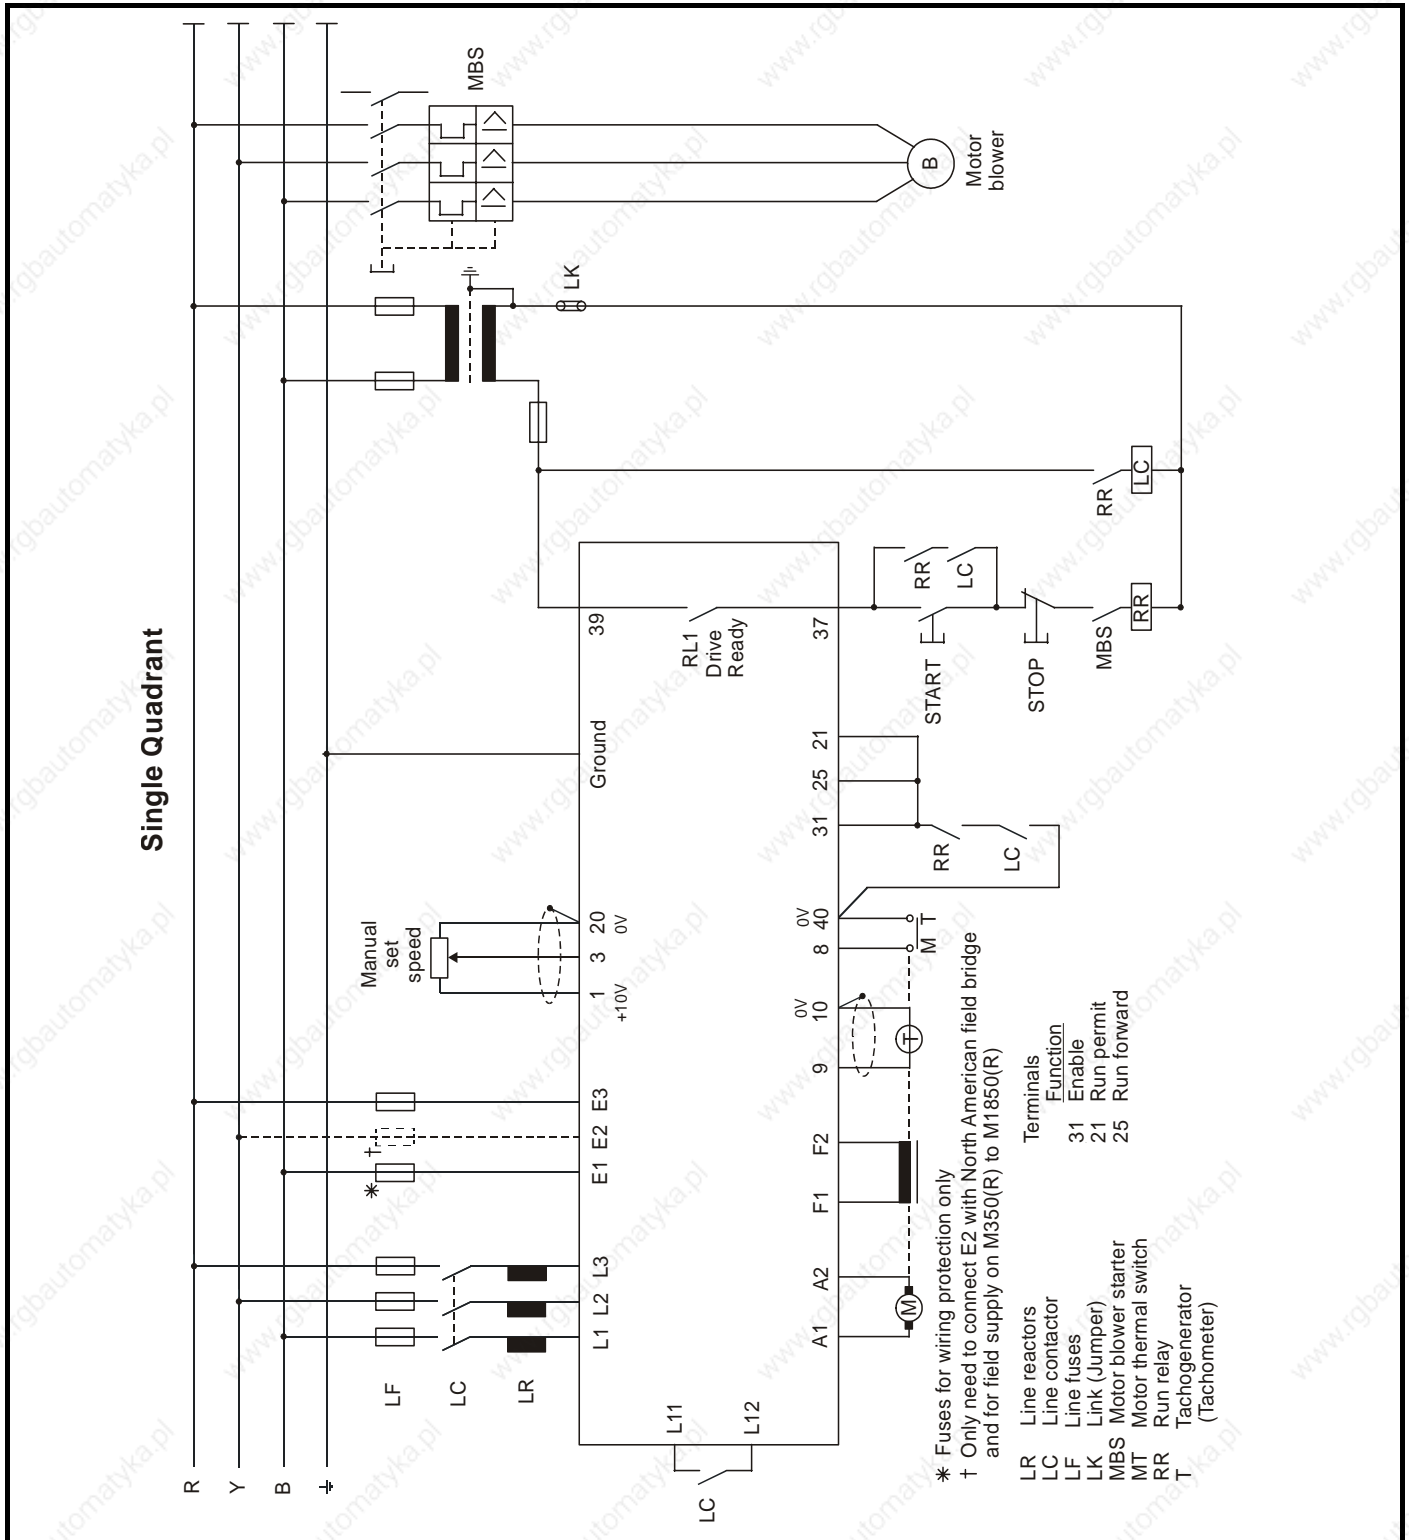 Single Quadrant
R
Y
B
MBS
B
Motor
blower
LK
RR
LC
39
RL1
Drive
Ready
37
RR
LC
START
STOP
MBS
RR
Ground
21
25
31
RR
LC
Manual
set
speed
20
0V
3
1
+10V
0V
40
8
M T
0V
10
9
T
E3
E2
E1
†
✳
F2
F1
L3
L2
L1
A2
A1
M
LF
LC
LR
L11
L12
LC
✳ Fuses for wiring protection only
† Only need to connect E2 with North American field bridge
and for field supply on M350(R) to M1850(R)
LR Line reactors
LC Line contactor
LF Line fuses
LK Link (Jumper)
MBS Motor blower starter
MT Motor thermal switch
RR Run relay
T Tachogenerator
(Tachometer)
Terminals
Function
31 Enable
21 Run permit
25 Run forward
www.rgbautomatyka.pl